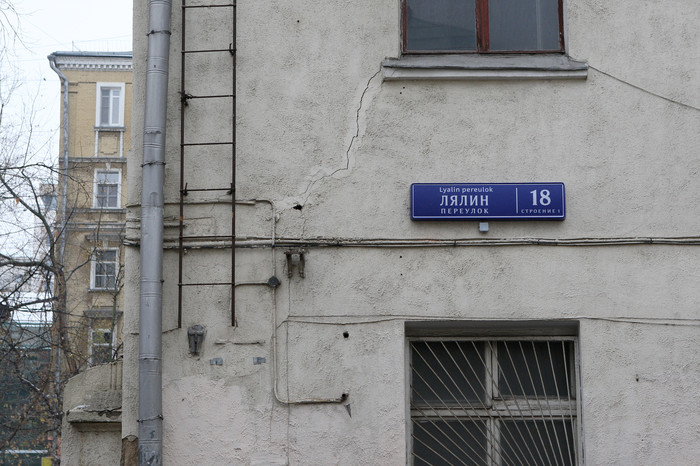 Lyalin pereulok
ЛЯЛИН
ПЕРЕУЛОК
18
СТРОЕНИЕ 1